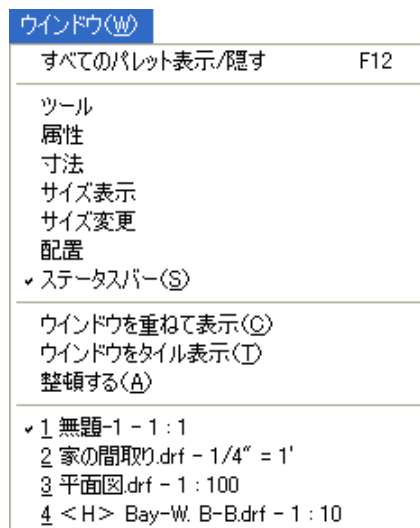 ウインドウ(W)
すべてのパレット表示/隠す F12
ツール
属性
寸法
サイズ表示
サイズ変更
配置
✓ ステータスバー(S)
ウインドウを重ねて表示(C)
ウインドウをタイル表示(T)
整頓する(A)
✓ 1 無題-1 - 1 : 1
2 家の間取り.drf - 1/4" = 1'
3 平面図.drf - 1 : 100
4 <H> Bay-W. B-B.drf - 1 : 10